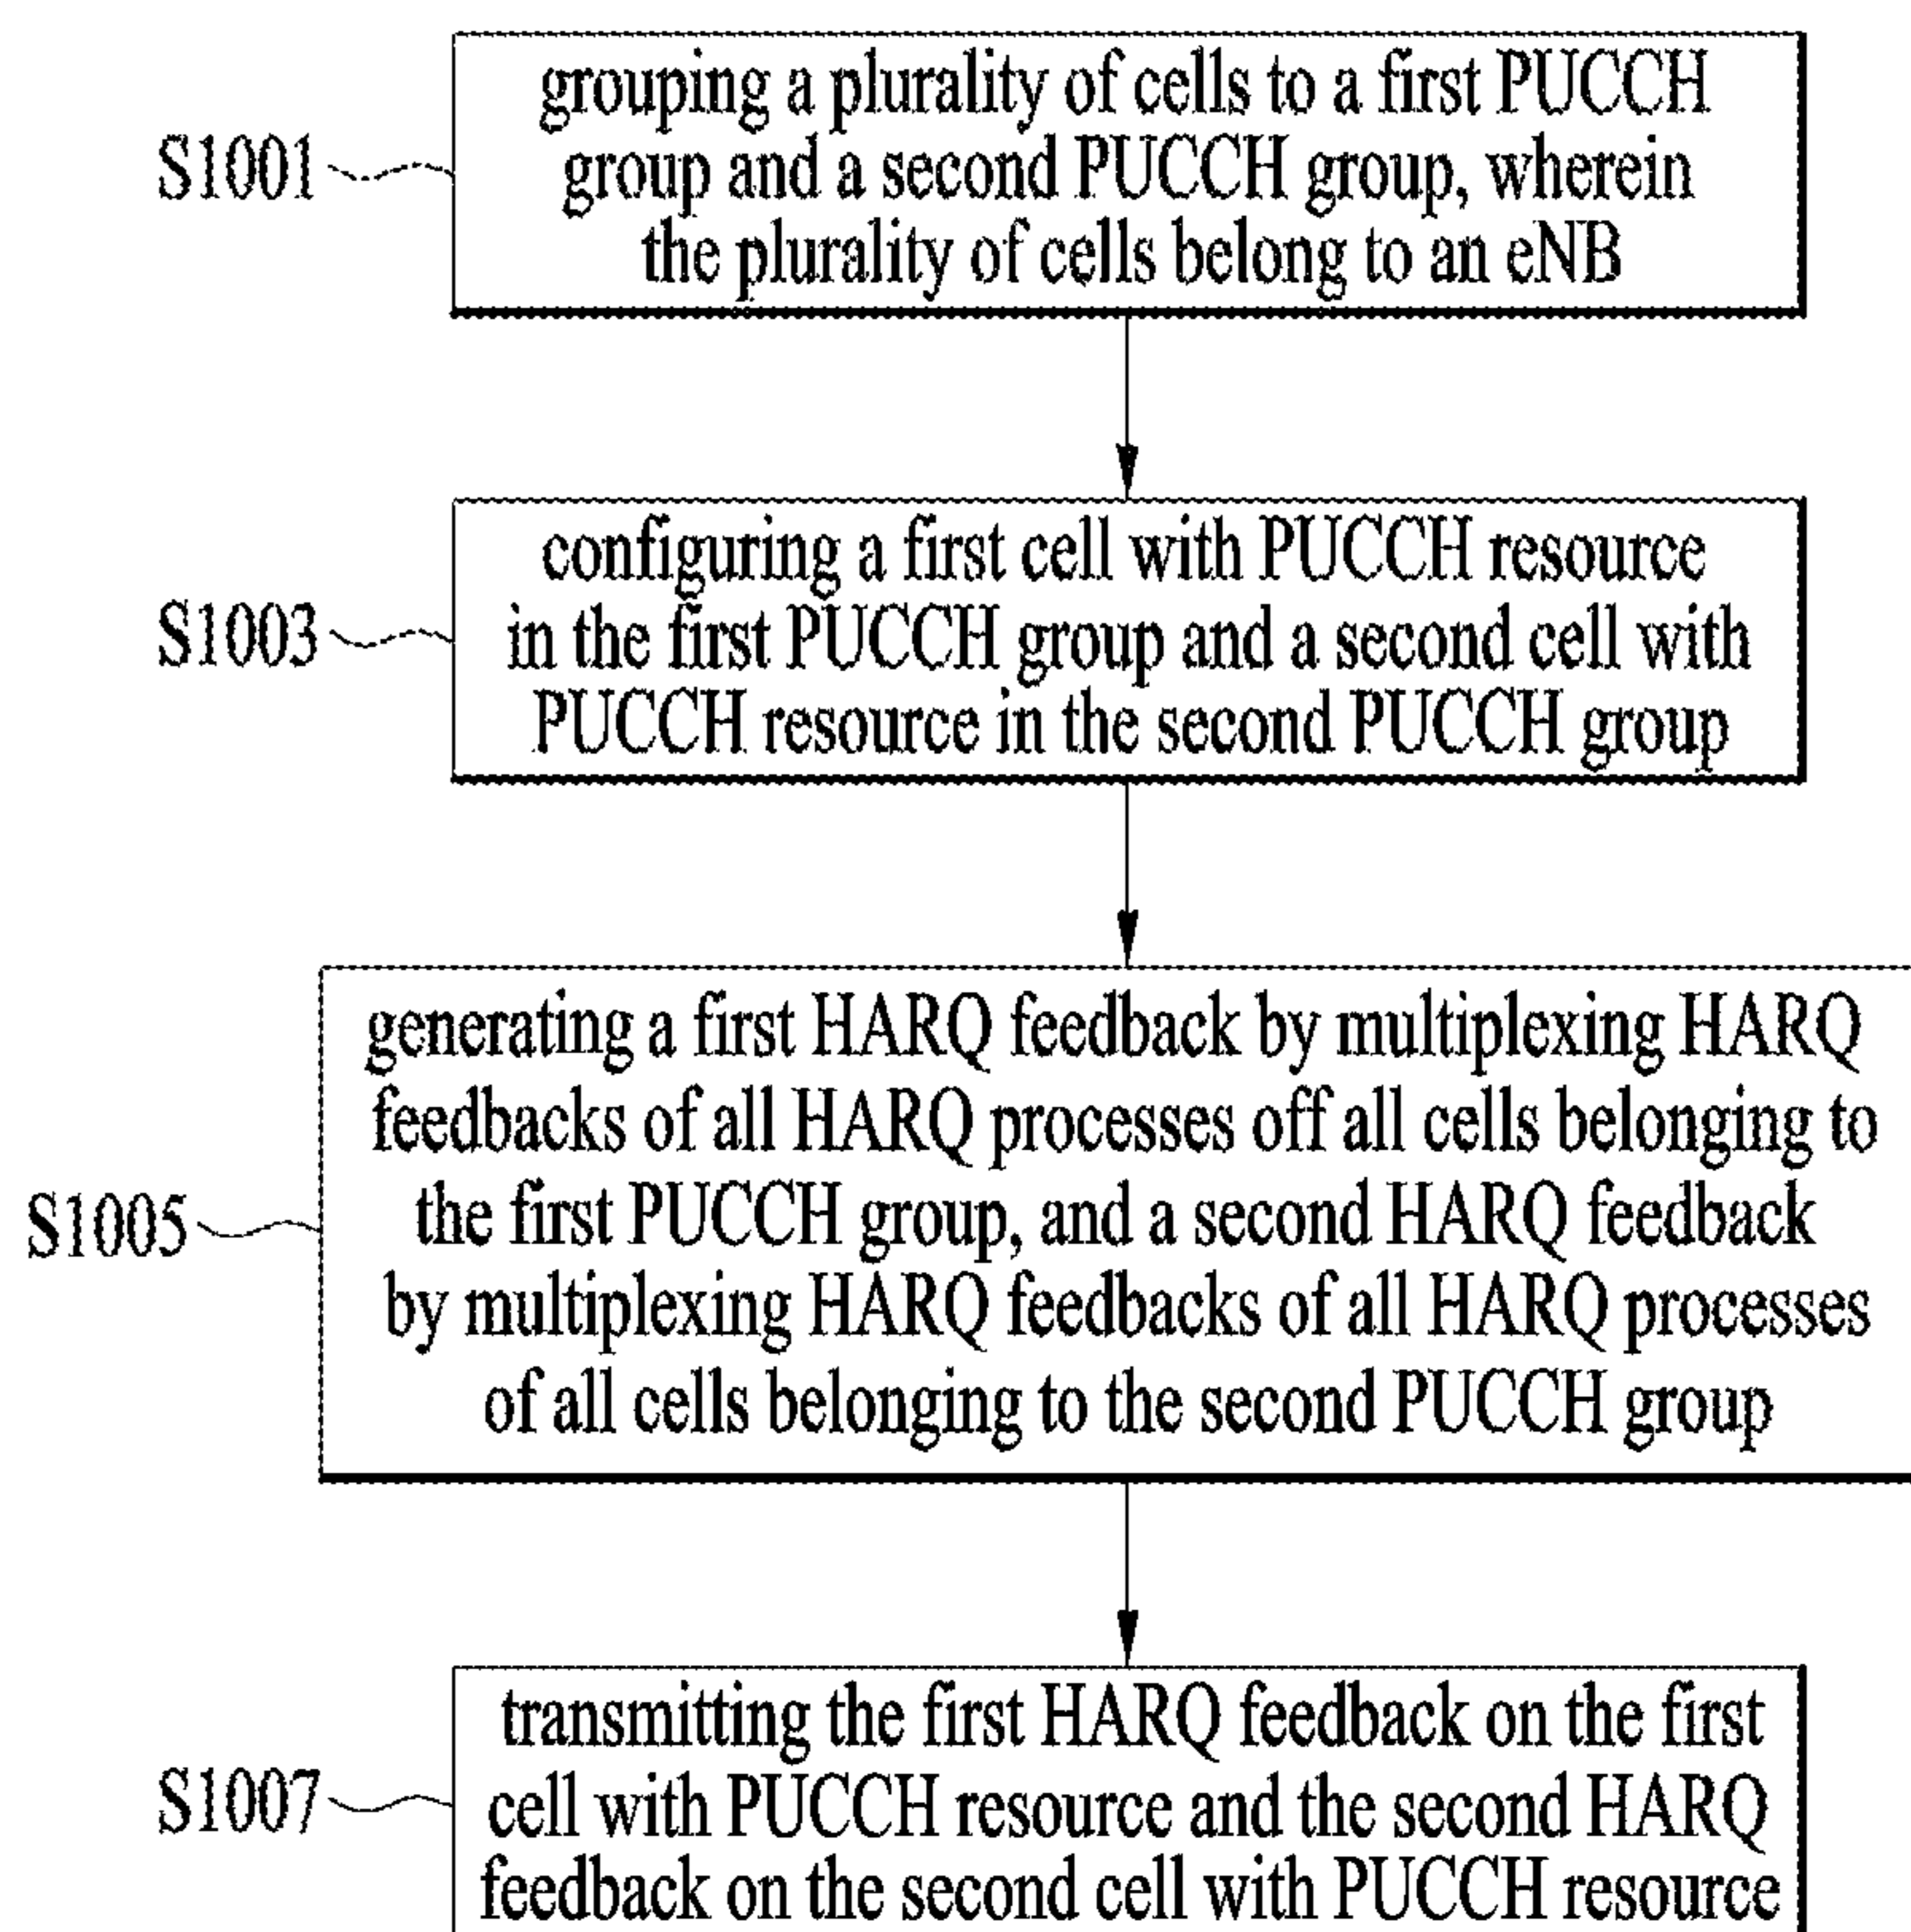 grouping a plurality of cells to a first PUCCH
S1001
group and a second PUCCH group, wherein
the plurality of cells belong to an eNB
configuring a first cell with PUCCH resource
S1003
in the first PUCCH group and a second cell with
PUCCH resource in the second PUCCH group
generating a first HARQ feedback by multiplexing HARQ
feedbacks of all HARQ processes off all cells belonging to
S1005
the first PUCCH group, and a second HARQ feedback
by multiplexing HARQ feedbacks of all HARQ processes
of all cells belonging to the second PUCCH group
transmitting the first HARQ feedback on the first
S1007
cell with PUCCH resource and the second HARQ
feedback on the second cell with PUCCH resource